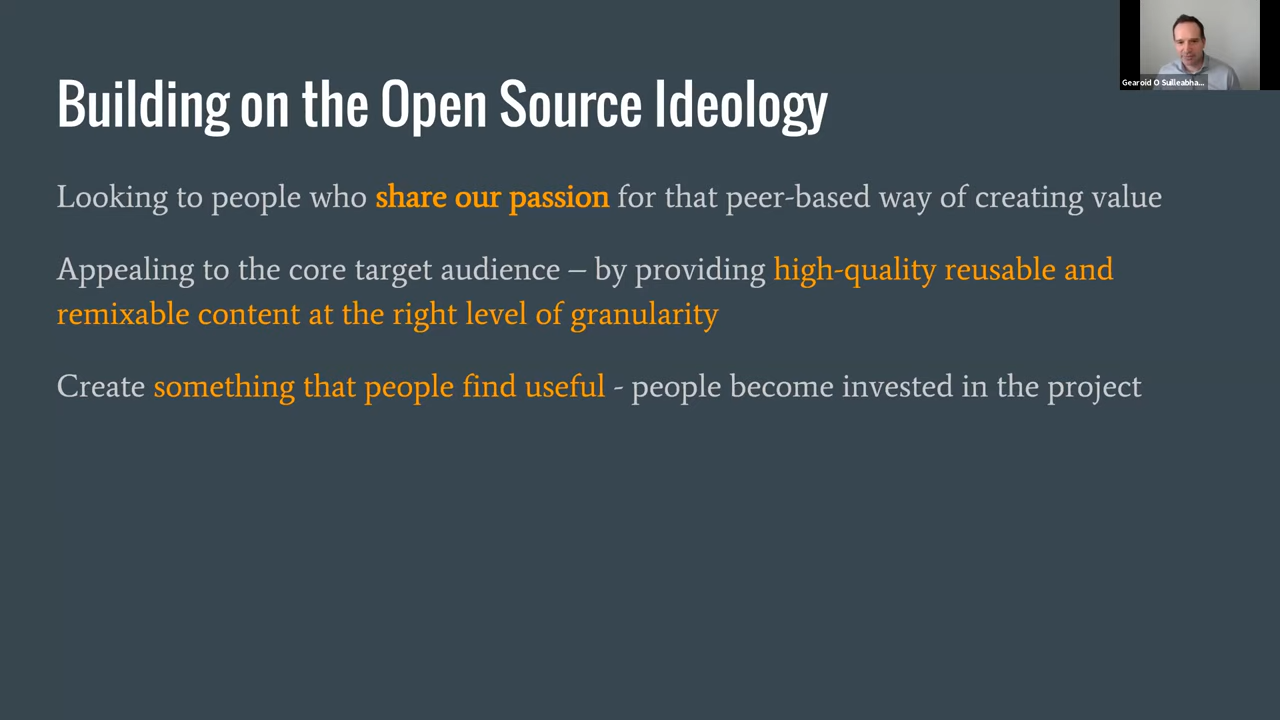 Gearoid O Suilleabha...
Building on the Open Source Ideology
Looking to people who share our passion for that peer-based way of creating value
Appealing to the core target audience – by providing high-quality reusable and
remixable content at the right level of granularity
Create something that people find useful - people become invested in the project